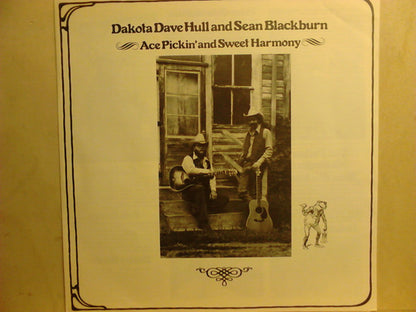 Dakota Dave Hull and Sean Blackburn
Ace Pickin' and Sweet Harmony